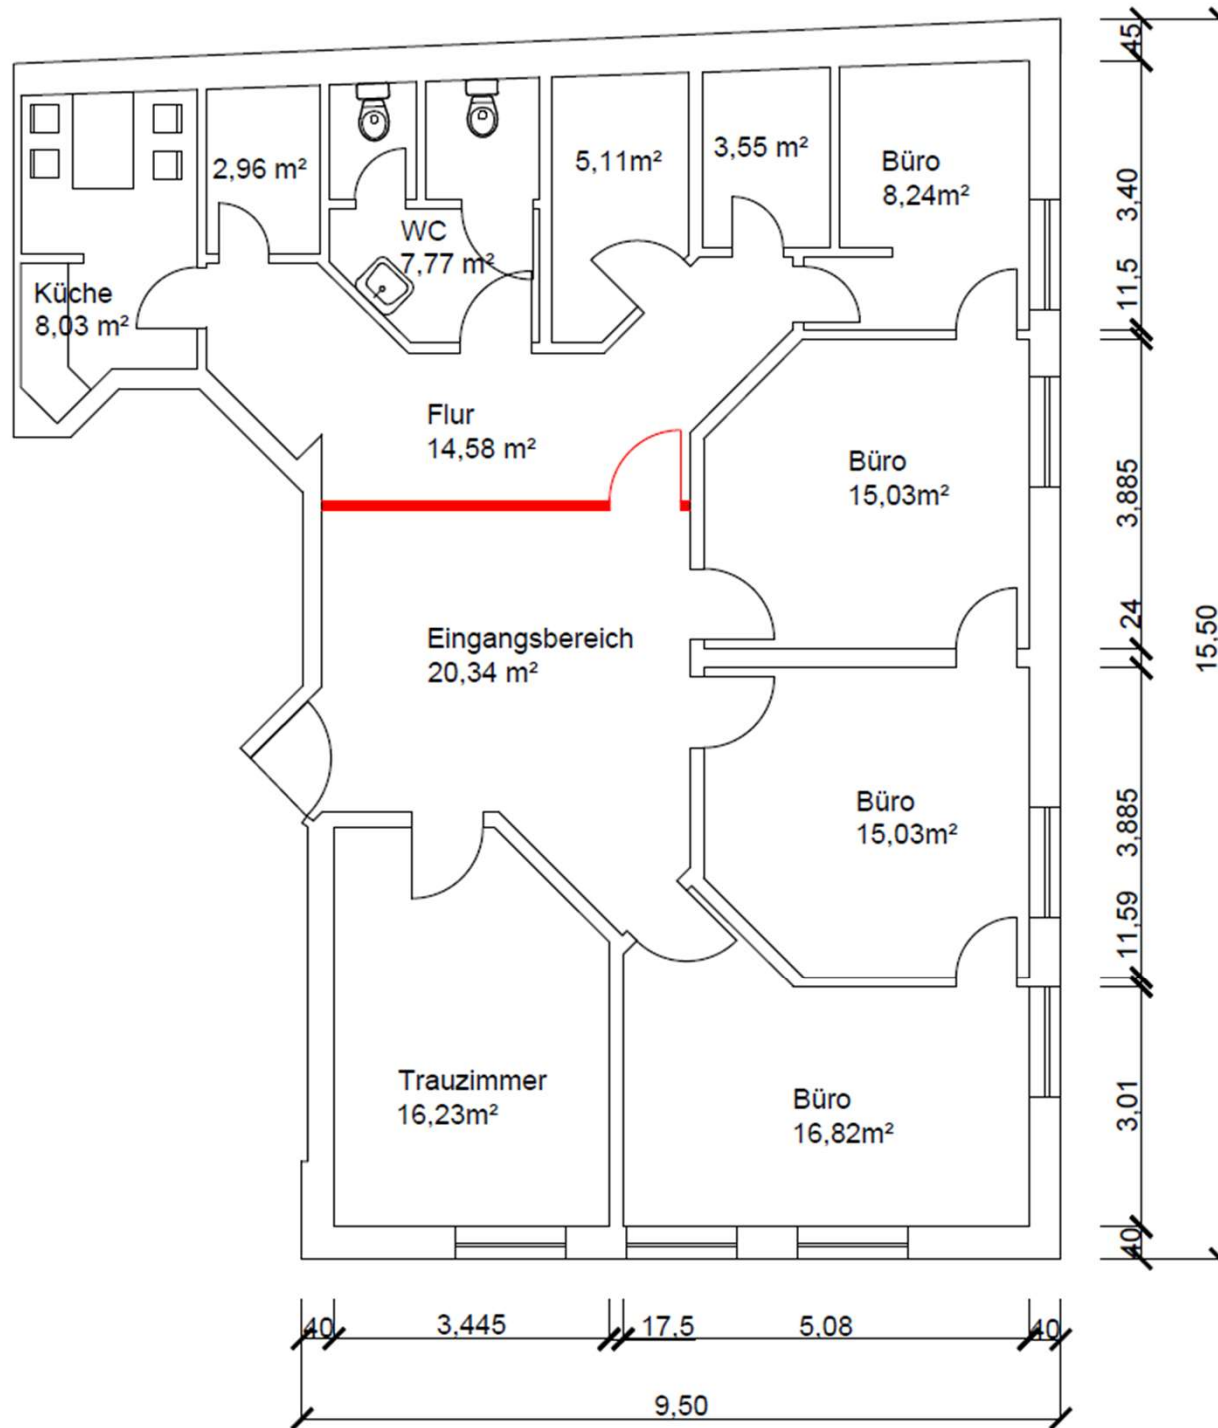 2,96 m²
5,11m²
3,55 m²
Büro
8,24m²
WC
7,77 m²
Küche
8,03 m²
Flur
14,58 m²
Büro
15,03m²
Eingangsbereich
20,34 m²
Büro
15,03m²
Trauzimmer
16,23m²
Büro
16,82m²
45
3,40
11,5
3,885
24
15,50
3,885
11,59
3,01
40
40
3,445
17,5
5,08
40
9,50